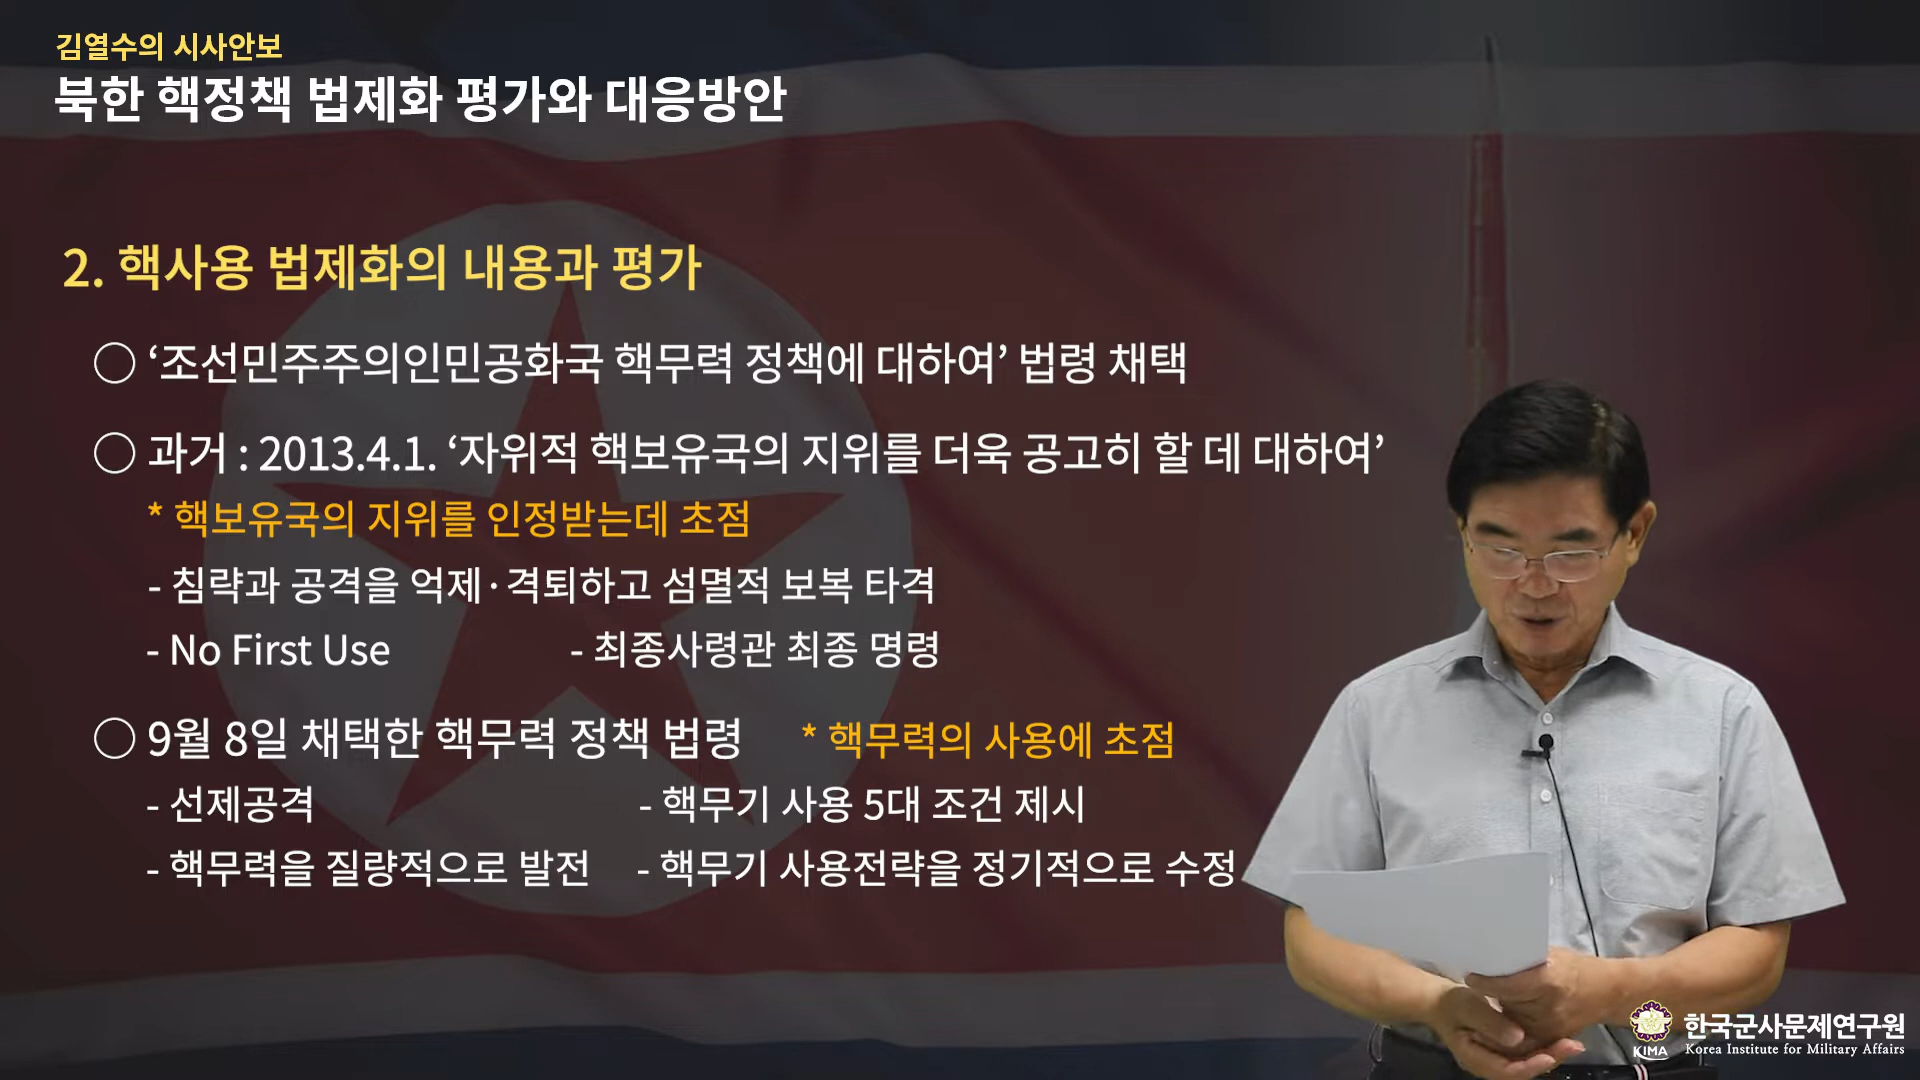 김열수의 시사안보
북한 핵정책 법제화 평가와 대응방안
2. 핵사용 법제화의 내용과 평가
○ ‘조선민주주의인민공화국 핵무력 정책에 대하여’ 법령 채택
○ 과거 : 2013.4.1. ‘자위적 핵보유국의 지위를 더욱 공고히 할 데 대하여’
* 핵보유국의 지위를 인정받는데 초점
- 침략과 공격을 억제·격퇴하고 섬멸적 보복 타격
- No First Use - 최종사령관 최종 명령
○ 9월 8일 채택한 핵무력 정책 법령 * 핵무력의 사용에 초점
- 선제공격 - 핵무기 사용 5대 조건 제시
- 핵무력을 질량적으로 발전 - 핵무기 사용전략을 정기적으로 수정
KIMA 한국군사문제연구원
Korea Institute for Military Affairs